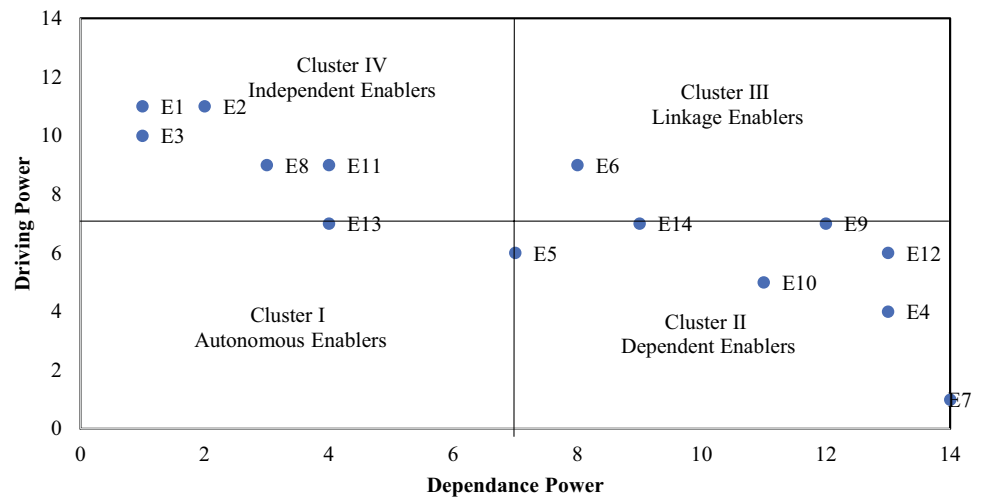 14
12
10
8
6
4
2
0
Driving Power
Cluster IV
Independent Enablers
Cluster III
Linkage Enablers
E1
E2
E3
E8
E11
E6
E13
E14
E9
E5
E12
E10
E4
Cluster I
Autonomous Enablers
Cluster II
Dependent Enablers
E7
0 2 4 6 8 10 12 14
Dependance Power